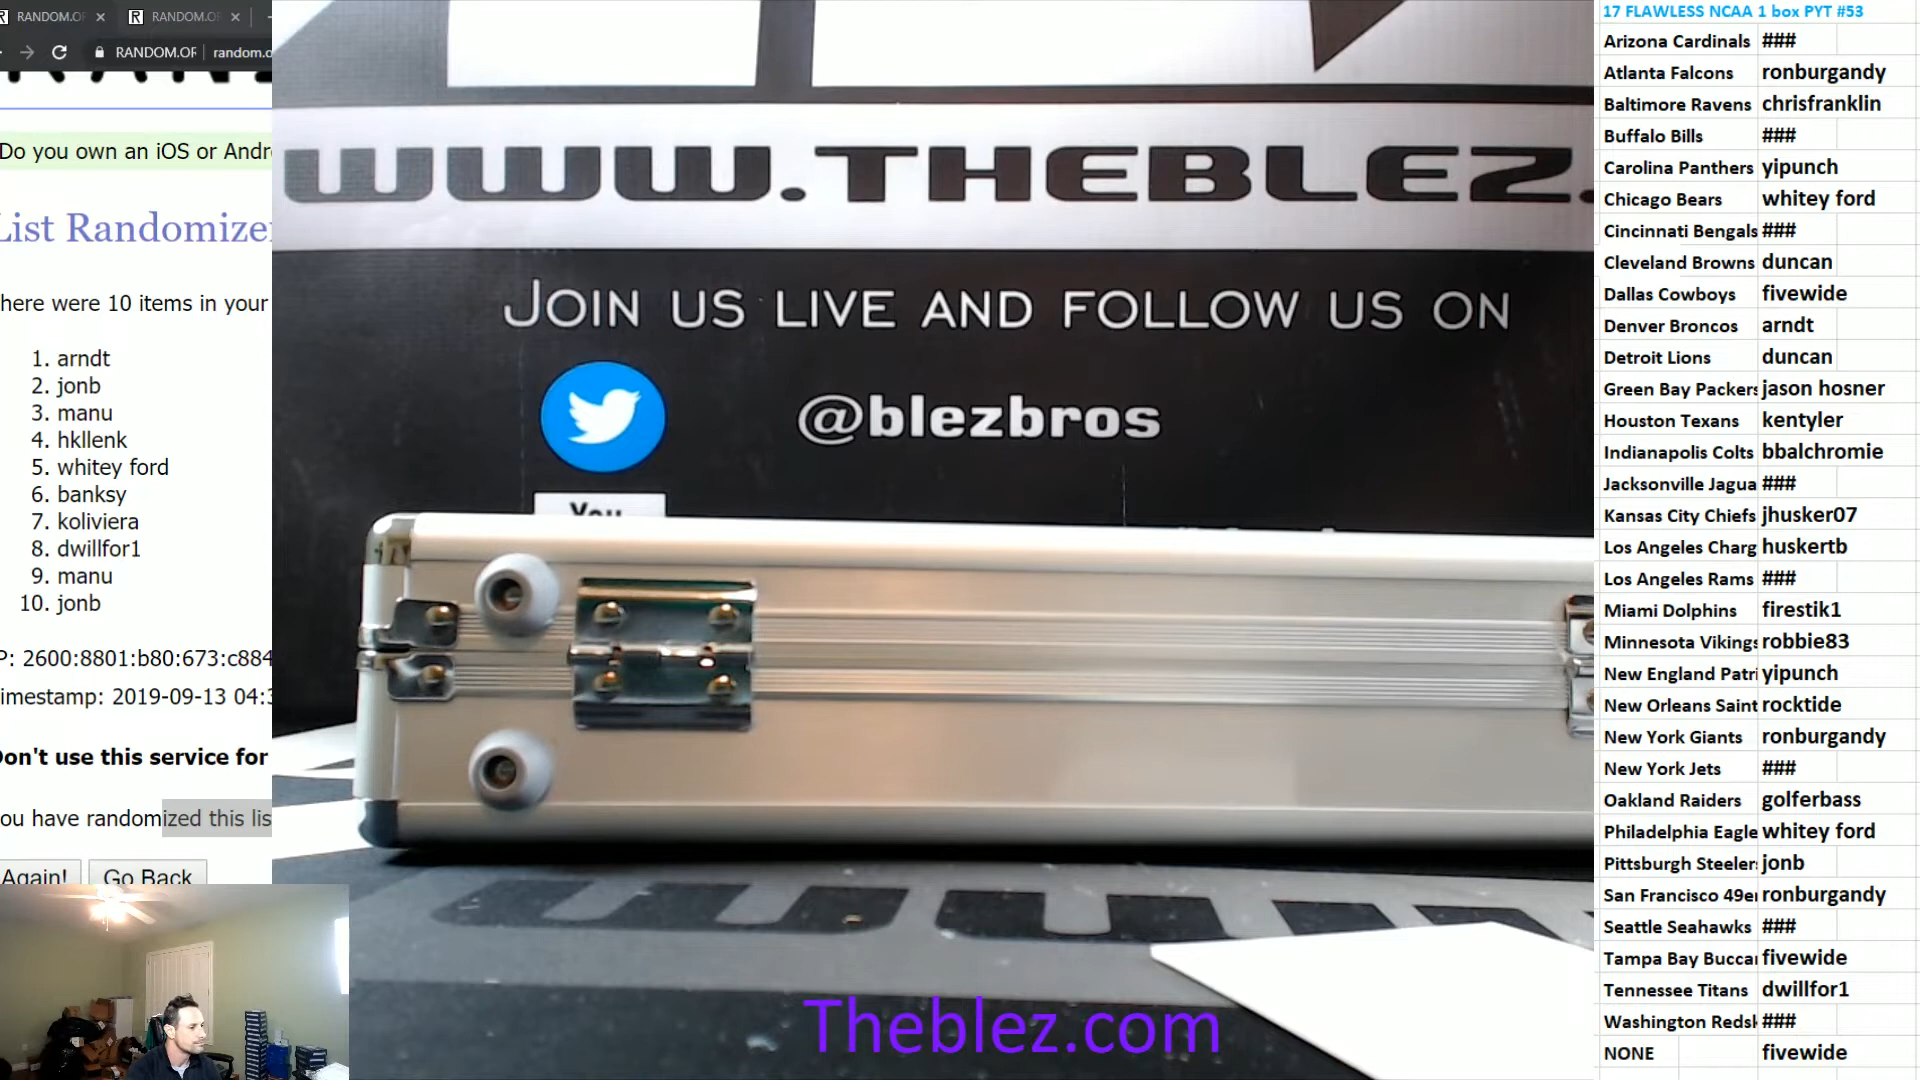 RANDOM.OR
RANDOM.OF
RANDOM.OF
random.o
Do you own an iOS or Andr
List Randomize
here were 10 items in your
1. arndt
2. jonb
3. manu
4. hkllenk
5. whitey ford
6. banksy
7. koliviera
8. dwillfor1
9. manu
10. jonb
P: 2600:8801:b80:673:c884
imestamp: 2019-09-13 04:3
Don't use this service for
ou have randomized this lis
Again!
Go Back
WWW.THEBLEZ.
JOIN US LIVE AND FOLLOW US ON
@blezbros
You
Theblez.com
17 FLAWLESS NCAA 1 box PYT #53
Arizona Cardinals ###
Atlanta Falcons ronburgandy
Baltimore Ravens chrisfranklin
Buffalo Bills ###
Carolina Panthers yipunch
Chicago Bears whitey ford
Cincinnati Bengals ###
Cleveland Browns duncan
Dallas Cowboys fivewide
Denver Broncos arndt
Detroit Lions duncan
Green Bay Packers jason hosner
Houston Texans kentyler
Indianapolis Colts bbalchromie
Jacksonville Jagua ###
Kansas City Chiefs jhusker07
Los Angeles Charg huskertb
Los Angeles Rams ###
Miami Dolphins firestik1
Minnesota Vikings robbie83
New England Patri yipunch
New Orleans Saint rocktide
New York Giants ronburgandy
New York Jets ###
Oakland Raiders golferbass
Philadelphia Eagle whitey ford
Pittsburgh Steelers jonb
San Francisco 49er ronburgandy
Seattle Seahawks ###
Tampa Bay Buccar fivewide
Tennessee Titans dwillfor1
Washington Redsk ###
NONE fivewide